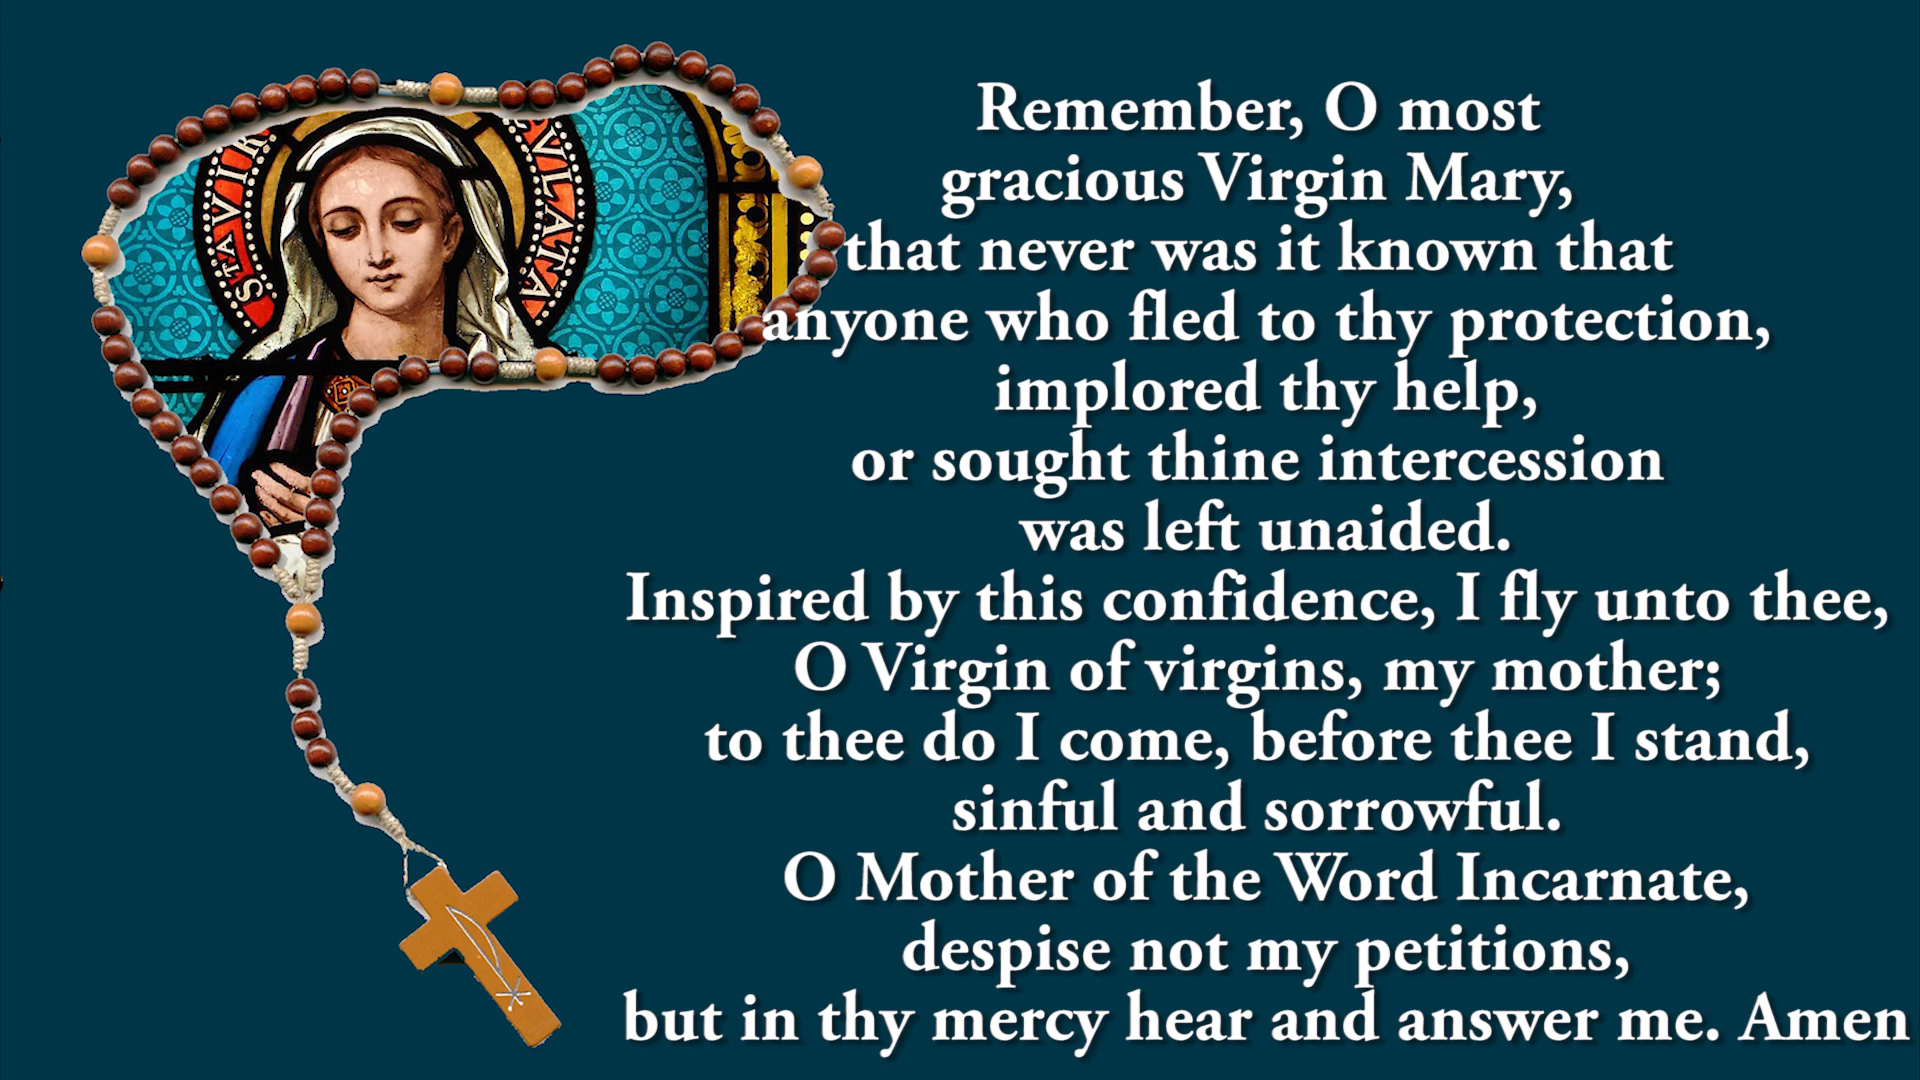 STA VIR
ULATA
Remember, O most
gracious Virgin Mary,
that never was it known that
anyone who fled to thy protection,
implored thy help,
or sought thine intercession
was left unaided.
Inspired by this confidence, I fly unto thee,
O Virgin of virgins, my mother;
to thee do I come, before thee I stand,
sinful and sorrowful.
O Mother of the Word Incarnate,
despise not my petitions,
but in thy mercy hear and answer me. Amen